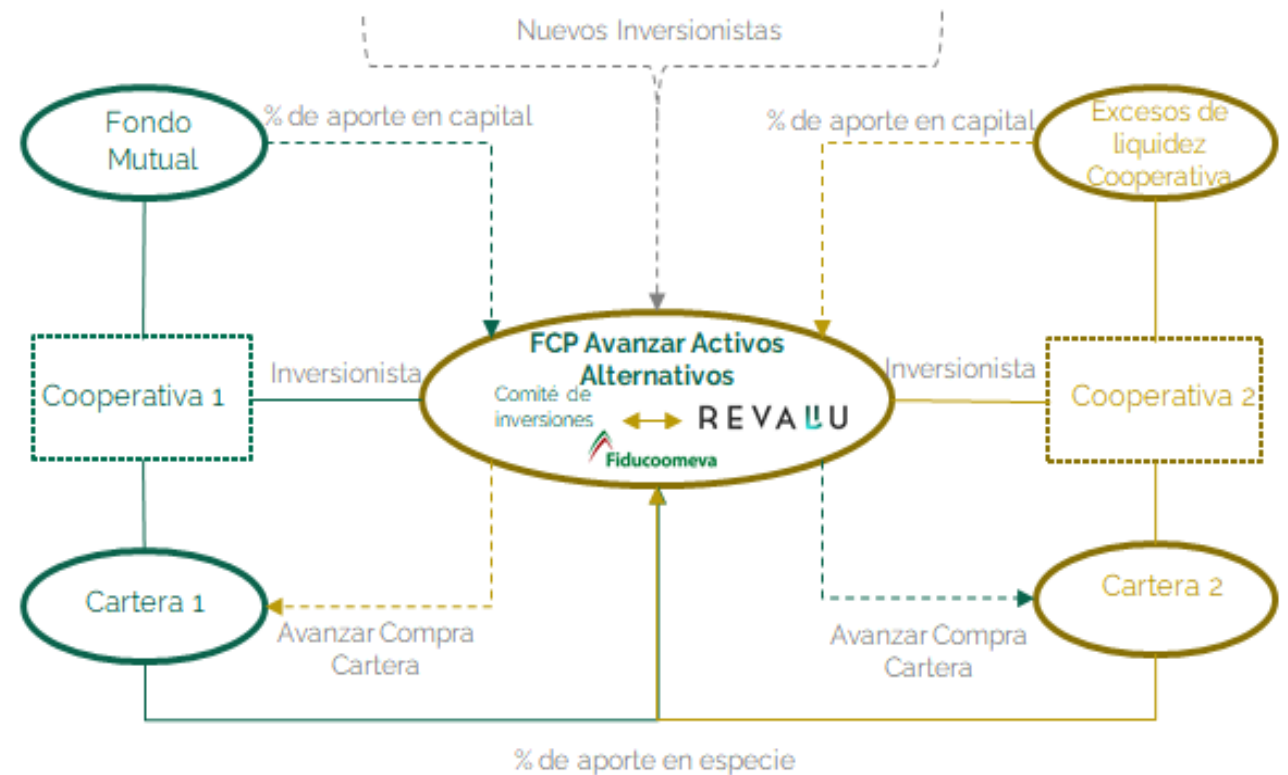 Nuevos Inversionistas
Fondo
Mutual
% de aporte en capital
% de aporte en capital
Excesos de
liquidez
Cooperativa
FCP Avanzar Activos
Alternativos
Comité de
inversiones
REVALU
Fiducoomeva
Cooperativa 1
Inversionista
Inversionista
Cooperativa 2
Cartera 1
Avanzar Compra
Cartera
Avanzar Compra
Cartera
Cartera 2
% de aporte en especie